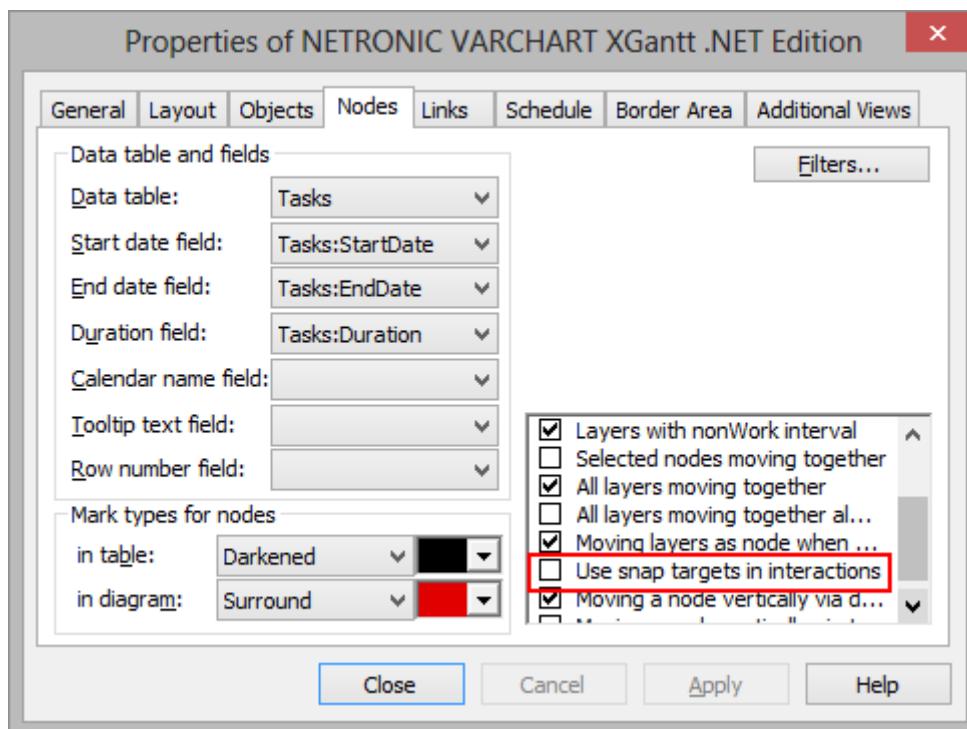 Properties of NETRONIC VARCHART XGantt .NET Edition
General Layout Objects Nodes Links Schedule Border Area Additional Views
Data table and fields
Filters...
Data table: Tasks
Start date field: Tasks:StartDate
End date field: Tasks:EndDate
Duration field: Tasks:Duration
Calendar name field:
Tooltip text field:
Row number field:
Layers with nonWork interval
Selected nodes moving together
All layers moving together
All layers moving together al...
Moving layers as node when ...
Use snap targets in interactions
Moving a node vertically via d...
Mark types for nodes
in table: Darkened
in diagram: Surround
Close Cancel Apply Help